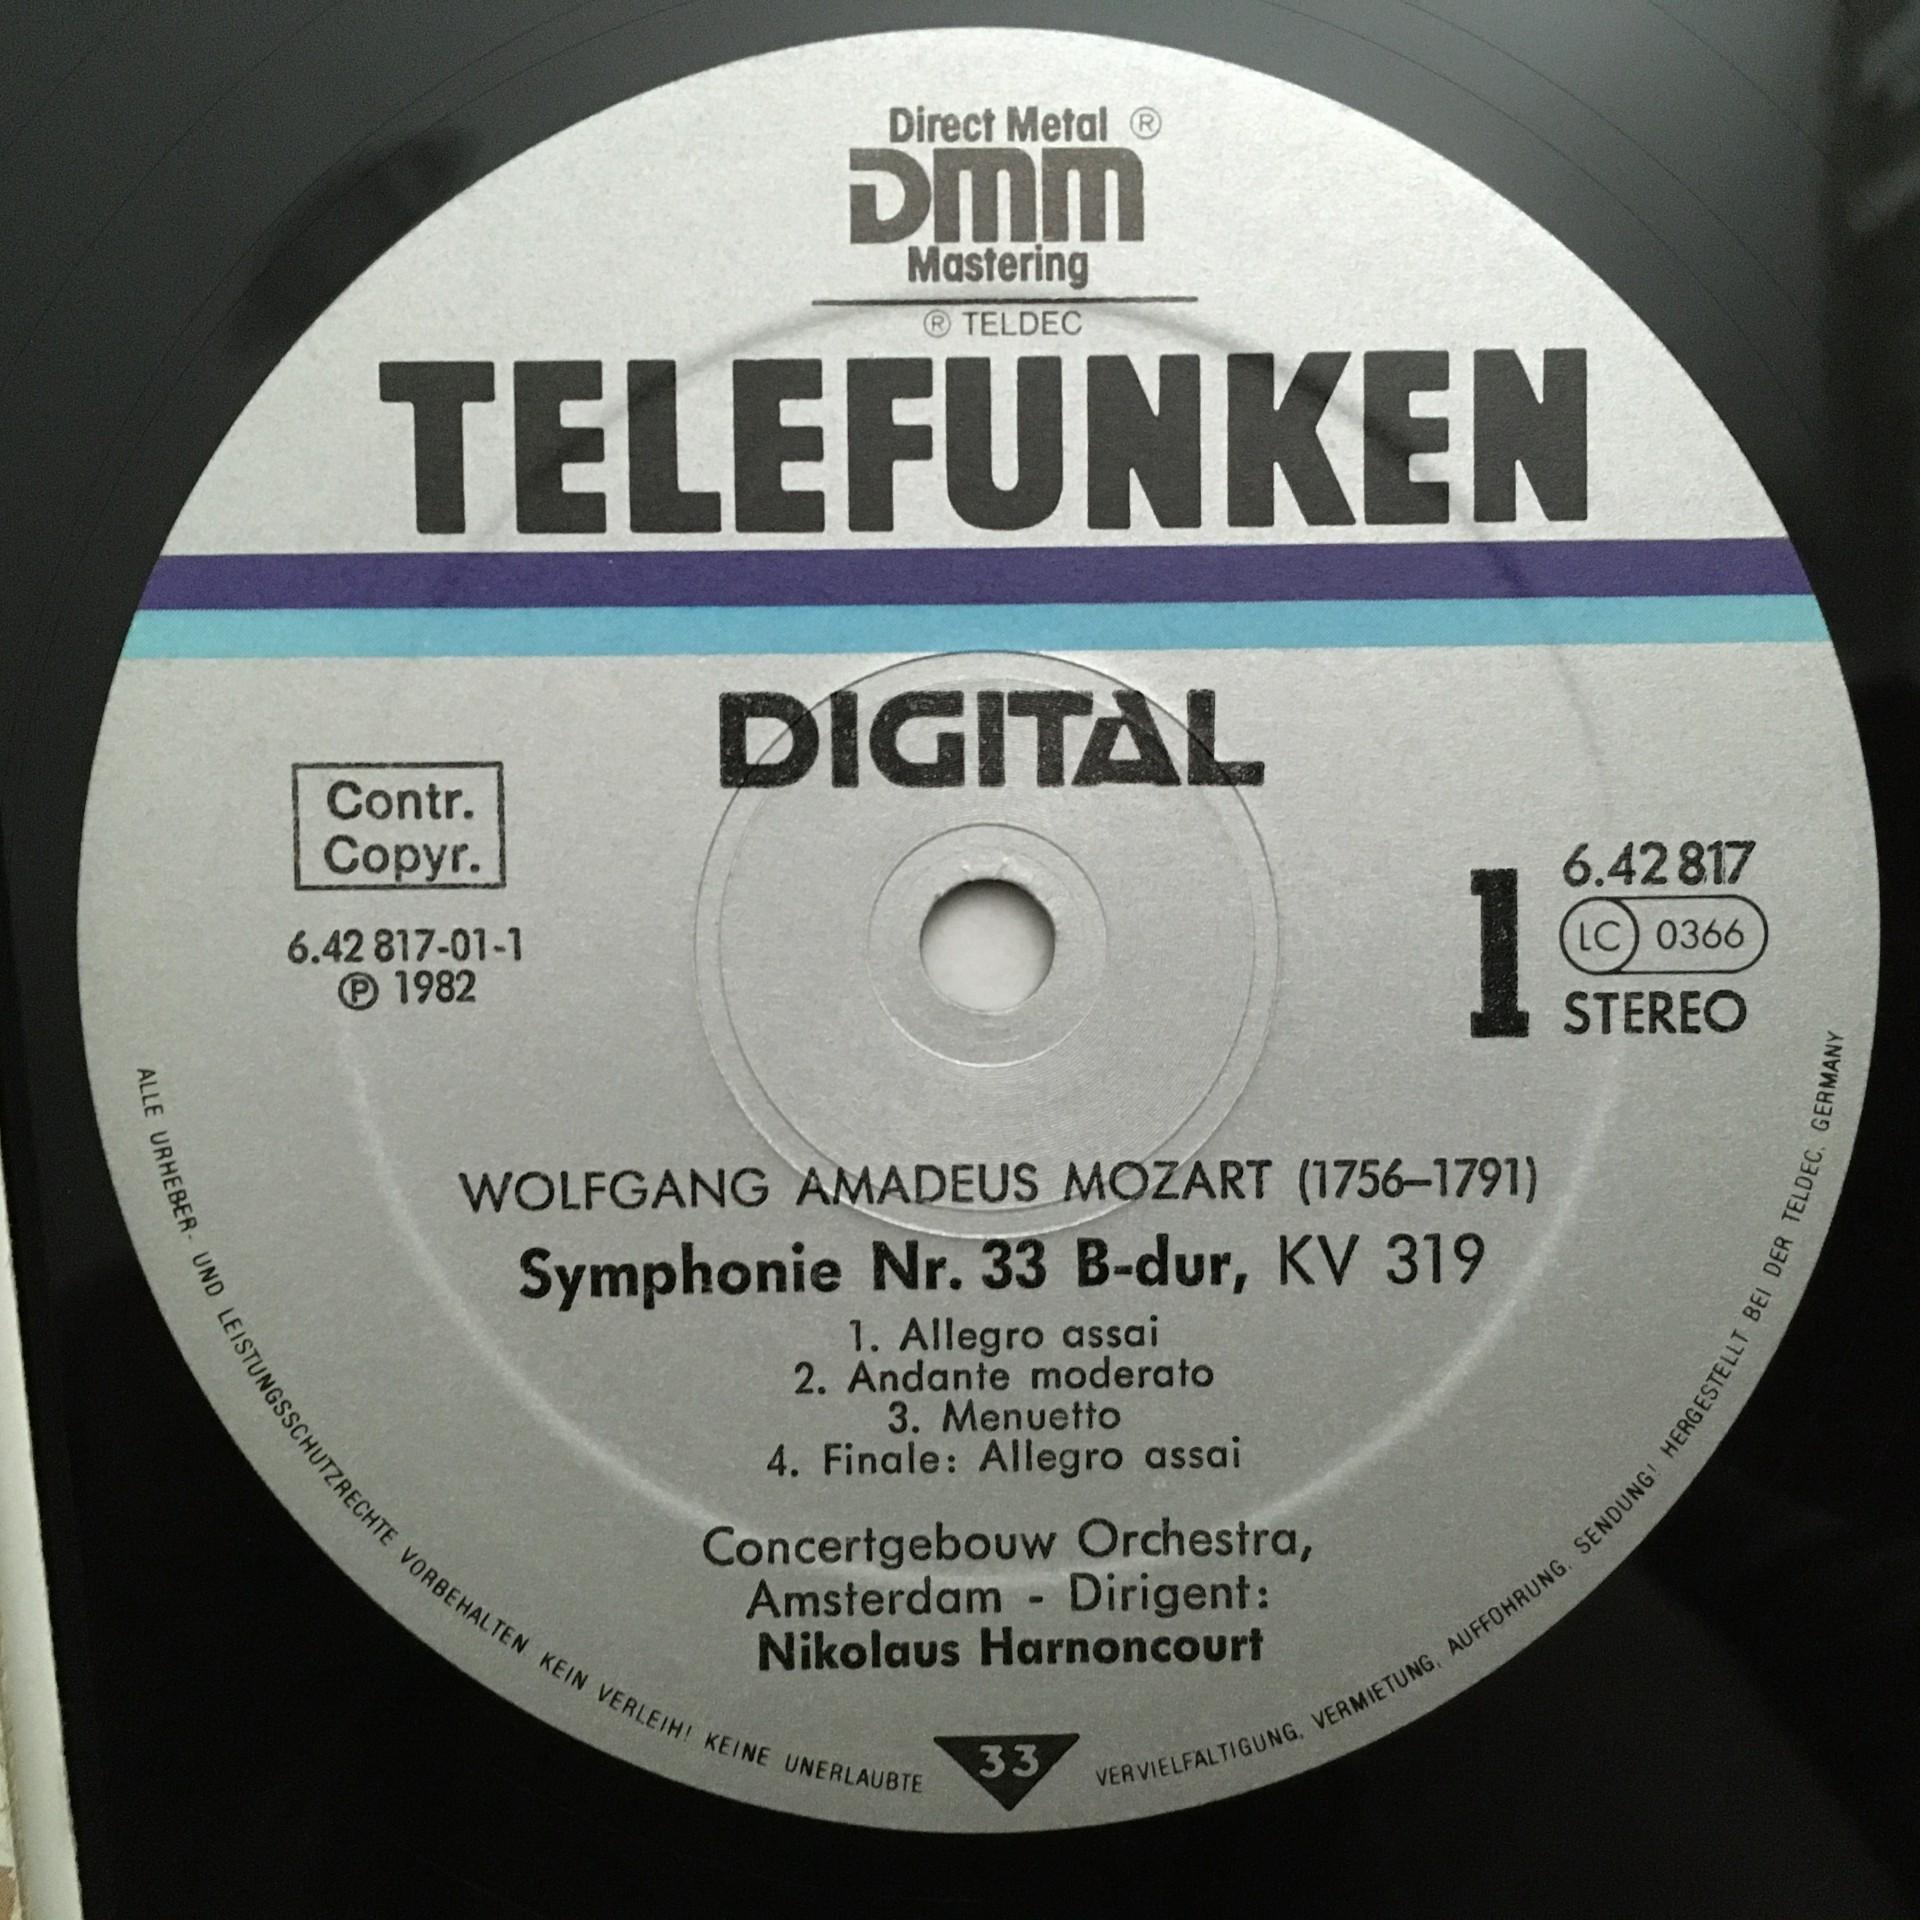 Direct Metal ®
DMM
Mastering
® TELDEC
TELEFUNKEN
DIGITAL
Contr.
Copyr.
6.42 817-01-1
℗ 1982
1
6.42 817
LC 0366
STEREO
WOLFGANG AMADEUS MOZART (1756–1791)
Symphonie Nr. 33 B-dur, KV 319
1. Allegro assai
2. Andante moderato
3. Menuetto
4. Finale: Allegro assai
Concertgebouw Orchestra,
Amsterdam - Dirigent:
Nikolaus Harnoncourt
33
ALLE URHEBER- UND LEISTUNGSSCHUTZRECHTE VORBEHALTEN. KEIN VERLEIH! KEINE UNERLAUBTE VERVIELFÄLTIGUNG, VERMIETUNG, AUFFÜHRUNG, SENDUNG! HERGESTELLT BEI DER TELDEC, GERMANY